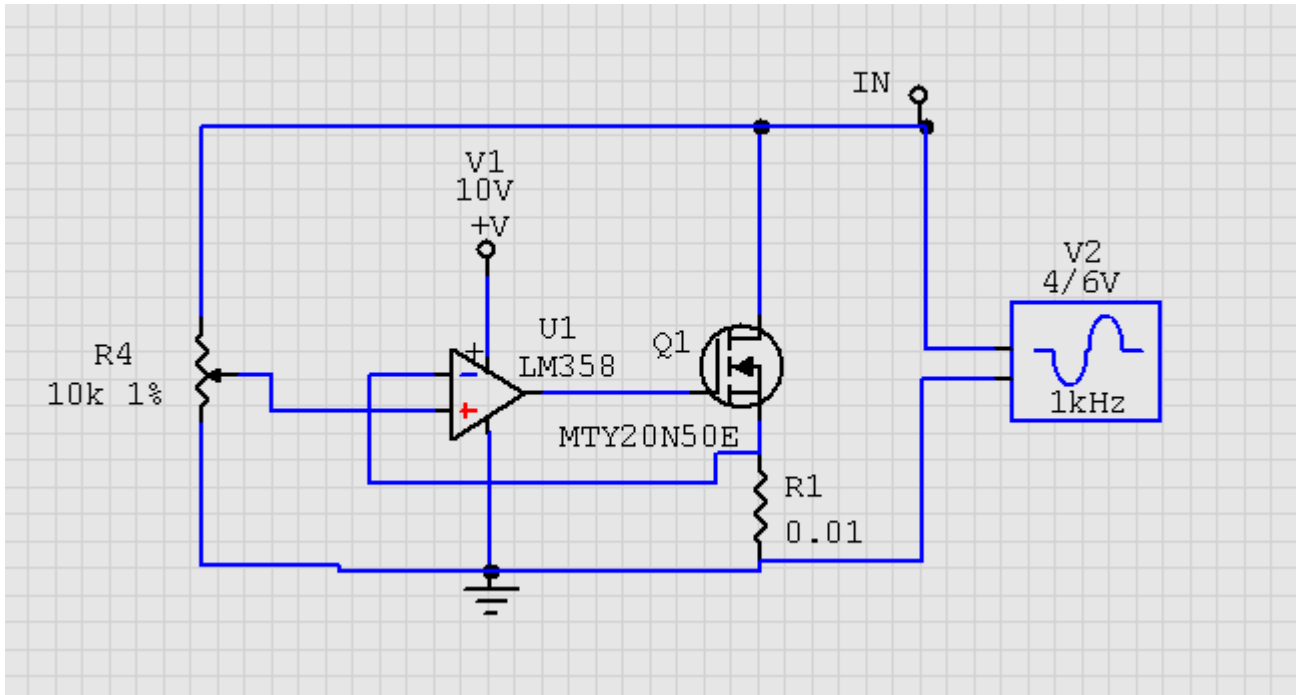 IN
V1
10V
+V
V2
4/6V
U1
LM358
Q1
R4
10k 1%
1kHz
MTY20N50E
R1
0.01